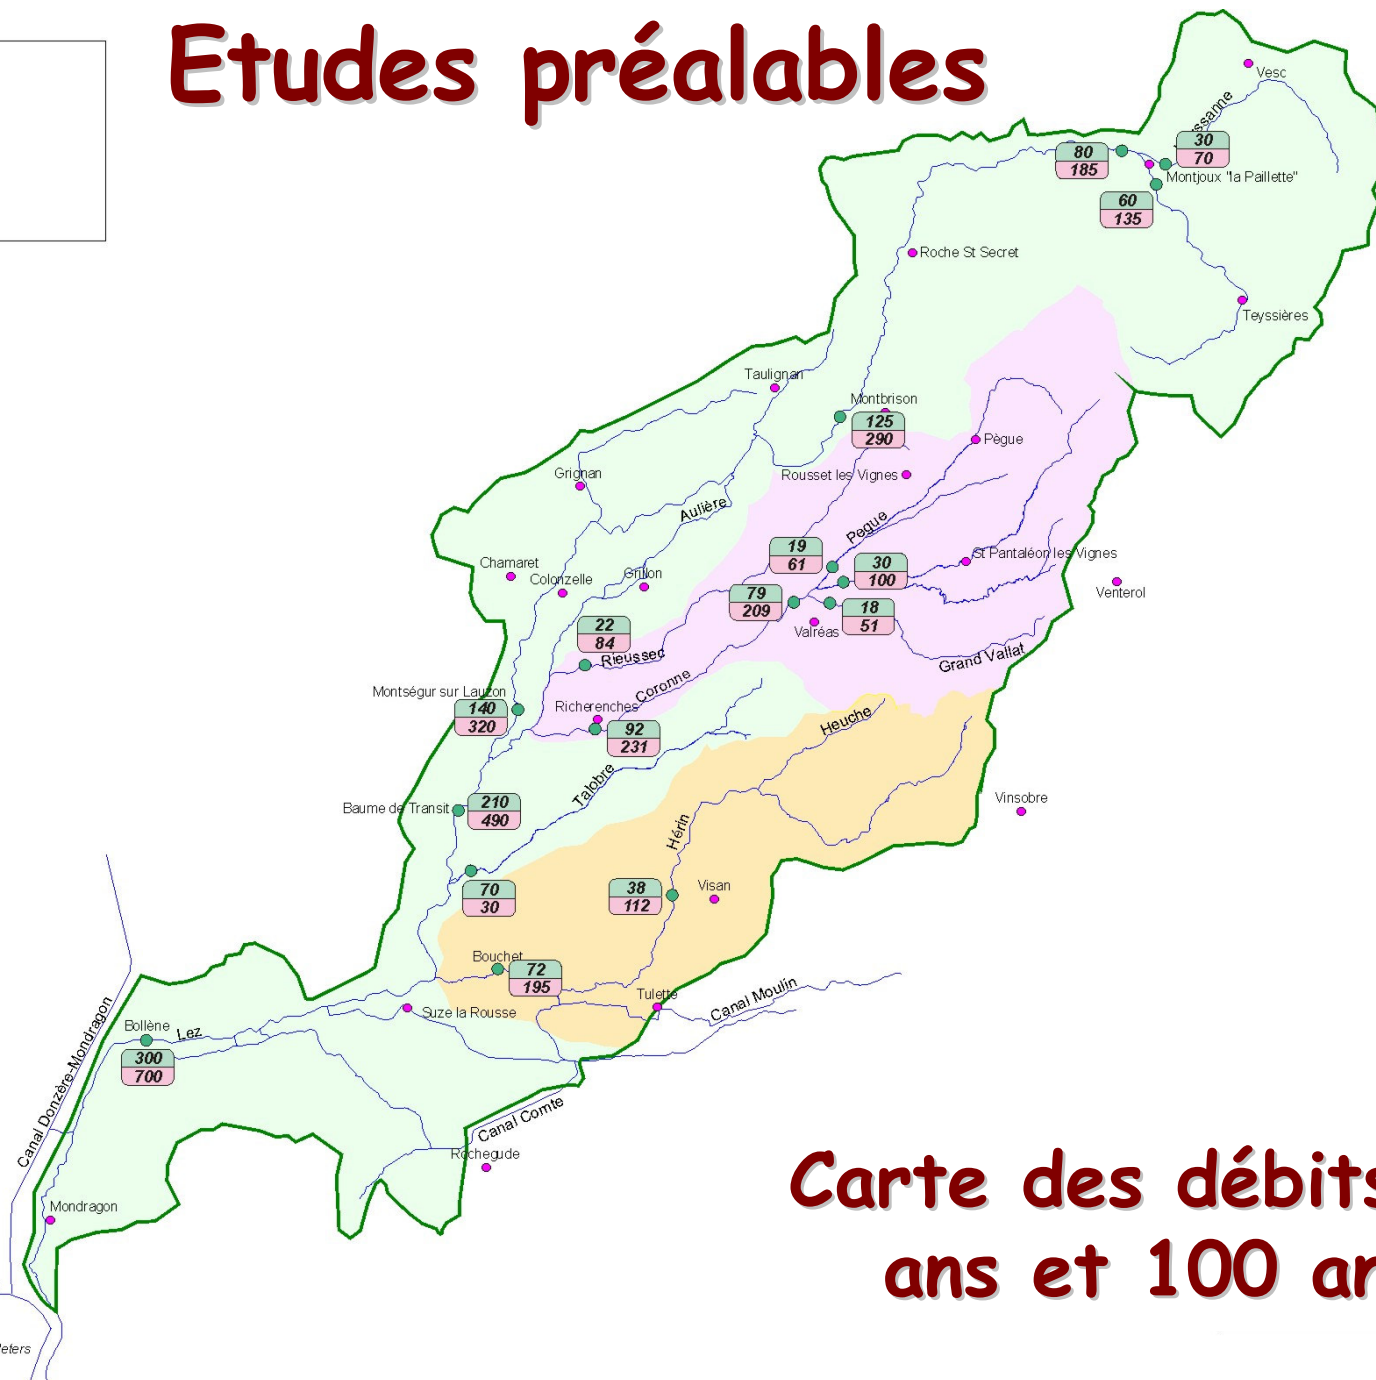 Etudes préalables
Vesc
30
70
80
185
Montjoux "la Paillette"
60
135
Roche St Secret
Teyssières
Taulignan
Montbrison
125
290
Pègue
Grignan
Rousset les Vignes
Aulière
Pegue
19
61
St Pantaléon les Vignes
30
100
Chamaret
Colonzelle
Grillon
Venterol
79
209
18
51
Valréas
22
84
Rieussec
Grand Vallat
Coronne
Montségur sur Lauzon
140
320
Richerenches
92
231
Heuche
Talobre
Baume de Transit
210
490
Vinsobre
Hérin
70
30
38
112
Visan
Bouchet
72
195
Tulette
Canal Moulin
Suze la Rousse
Canal Donzère-Mondragon
Bollène
Lez
300
700
Canal Comte
Rochegude
Mondragon
Carte des débits
ans et 100